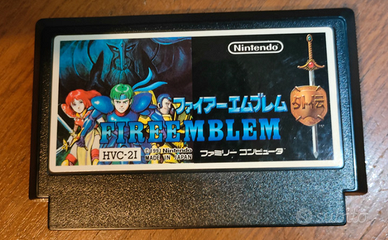 Nintendo
ファイアーエムブレム
外伝
FIRE EMBLEM
HVC-2I
©1992 Nintendo
MADE IN JAPAN
ファミリー コンピュータ